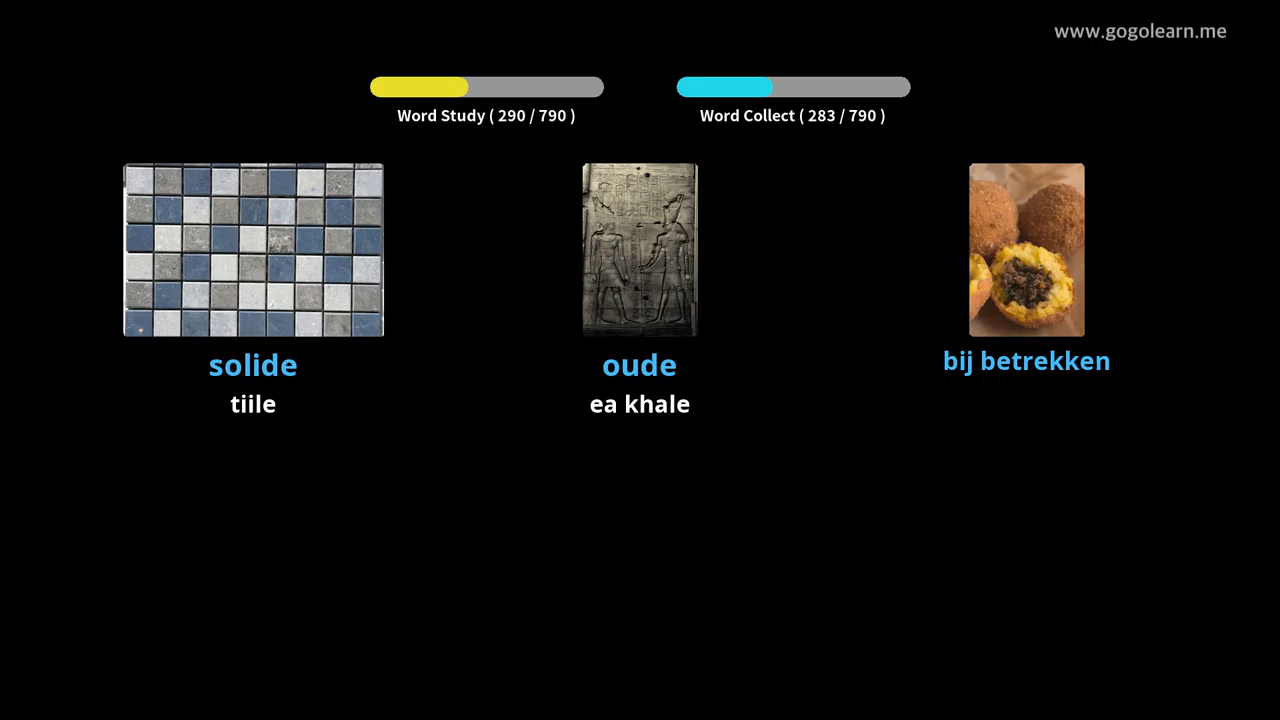 www.gogolearn.me
Word Study ( 290 / 790 )
Word Collect ( 283 / 790 )
solide
tiile
oude
ea khale
bij betrekken